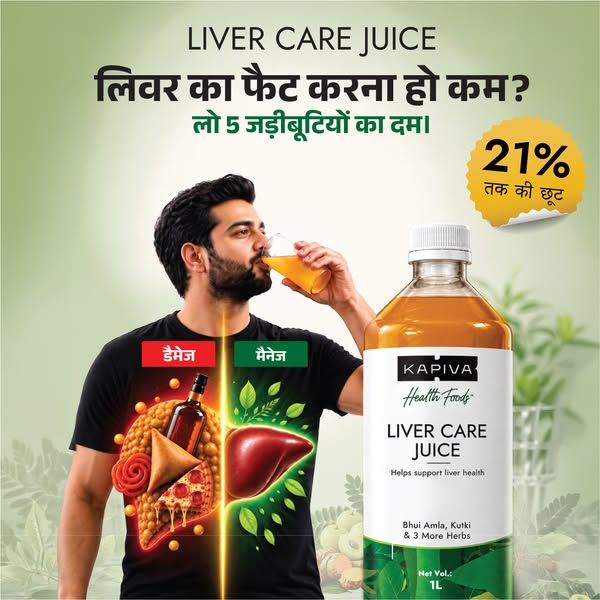 LIVER CARE JUICE
लिवर का फैट करना हो कम?
लो 5 जड़ीबूटियों का दम।
21%
तक की छूट
डैमेज
मैनेज
KAPIVA
Health Foods™
LIVER CARE
JUICE
Helps support liver health
Bhui Amla, Kutki
& 3 More Herbs
Net Vol.:
1L